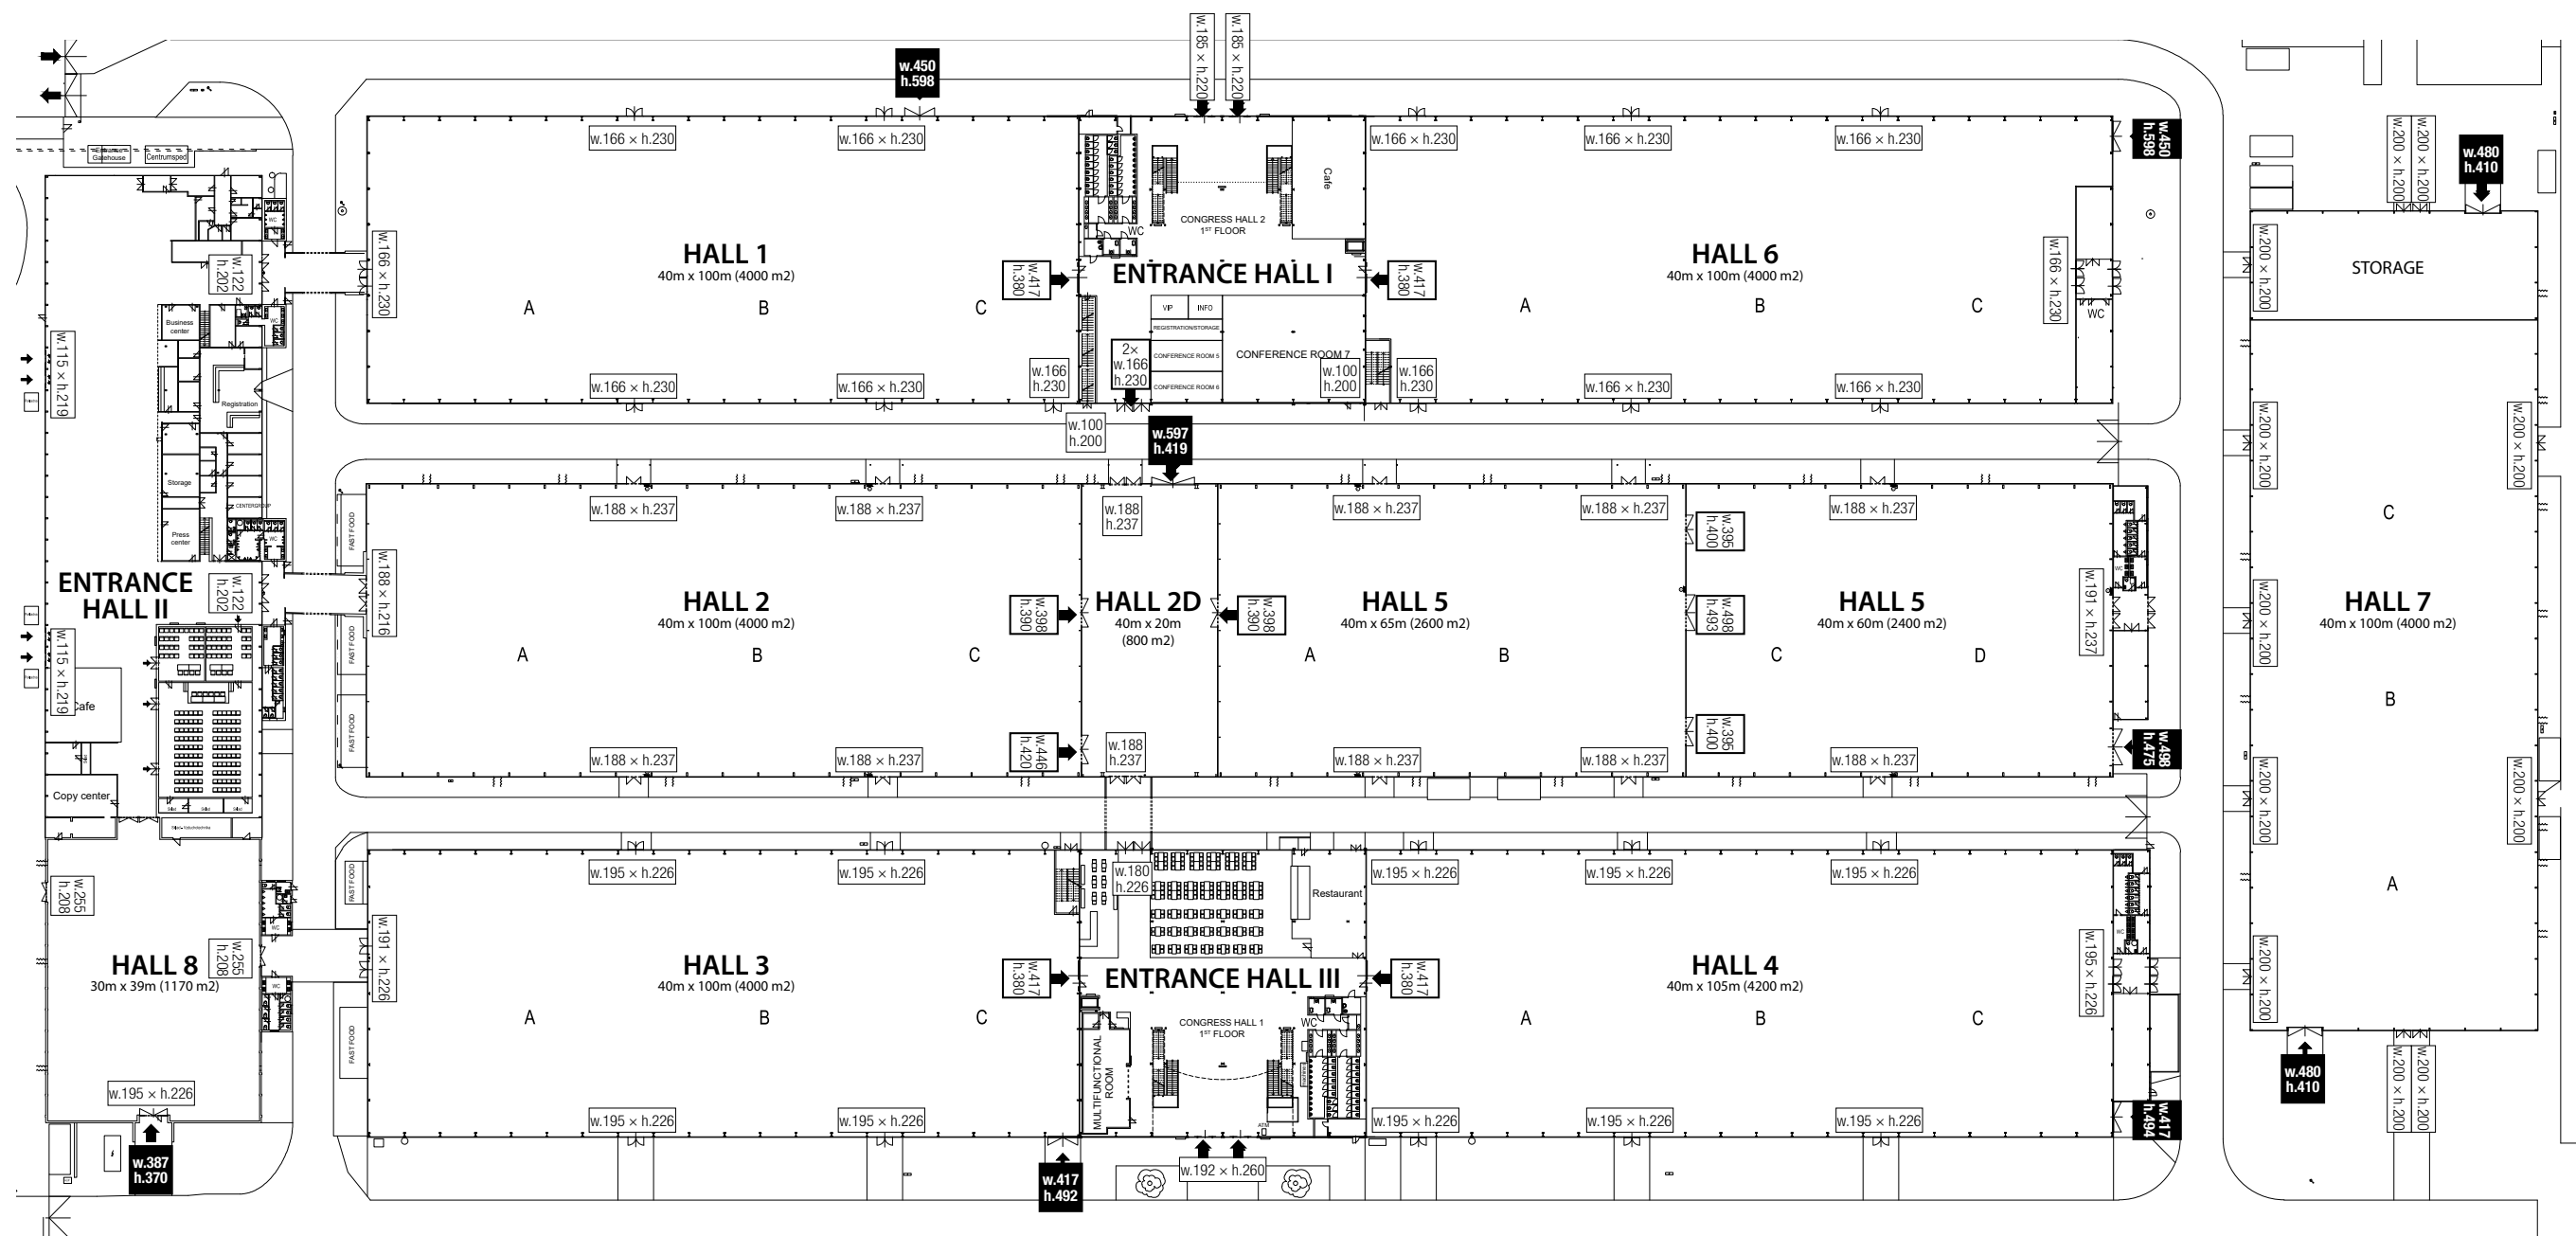 w.450
h.598
w.185 × h.220
w.185 × h.220
Gatehouse
Centrumsped
w.166 × h.230
w.166 × h.230
w.166 × h.230
w.166 × h.230
w.166 × h.230
w.450
h.598
w.200 × h.200
w.200 × h.200
w.480
h.410
WC
w.122
h.202
w.166 × h.230
HALL 1
40m x 100m (4000 m2)
A
B
C
w.417
h.380
CONGRESS HALL 2
1ST FLOOR
WC
Cafe
ENTRANCE HALL I
w.417
h.380
HALL 6
40m x 100m (4000 m2)
A
B
C
w.166 × h.230
WC
w.200 × h.200
STORAGE
VIP
INFO
REGISTRATION/STORAGE
CONFERENCE ROOM 5
CONFERENCE ROOM 6
CONFERENCE ROOM 7
Business
center
WC
w.115 × h.219
Registration
w.166 × h.230
w.166 × h.230
w.166
h.230
2×
w.166
h.230
w.100
h.200
w.166
h.230
w.166 × h.230
w.166 × h.230
w.100
h.200
w.597
h.419
w.200 × h.200
w.200 × h.200
Storage
CENTERGROUP
Press
center
WC
FAST FOOD
w.188 × h.237
w.188 × h.237
w.188
h.237
w.188 × h.237
w.188 × h.237
w.188 × h.237
w.395
h.400
WC
C
ENTRANCE
HALL II
w.122
h.202
w.188 × h.216
FAST FOOD
HALL 2
40m x 100m (4000 m2)
A
B
C
w.398
h.390
HALL 2D
40m x 20m
(800 m2)
w.398
h.390
HALL 5
40m x 65m (2600 m2)
A
B
w.498
h.493
HALL 5
40m x 60m (2400 m2)
C
D
w.191 × h.237
w.200 × h.200
HALL 7
40m x 100m (4000 m2)
B
w.115 × h.219
Cafe
Copy center
FAST FOOD
w.188 × h.237
w.188 × h.237
w.446
h.420
w.188
h.237
w.188 × h.237
w.188 × h.237
w.395
h.400
w.188 × h.237
w.498
h.475
w.200 × h.200
w.200 × h.200
w.255
h.208
FAST FOOD
w.195 × h.226
w.195 × h.226
w.180
h.226
Restaurant
w.195 × h.226
w.195 × h.226
w.195 × h.226
A
WC
HALL 8
30m x 39m (1170 m2)
w.255
h.208
w.191 × h.226
HALL 3
40m x 100m (4000 m2)
A
B
C
w.417
h.380
ENTRANCE HALL III
w.417
h.380
HALL 4
40m x 105m (4200 m2)
A
B
C
w.195 × h.226
WC
w.200 × h.200
WC
FAST FOOD
CONGRESS HALL 1
1ST FLOOR
WC
MULTIFUNCTIONAL
ROOM
w.195 × h.226
w.195 × h.226
w.195 × h.226
ATM
w.195 × h.226
w.195 × h.226
w.195 × h.226
w.417
h.494
w.480
h.410
w.200 × h.200
w.200 × h.200
w.387
h.370
w.417
h.492
w.192 × h.260